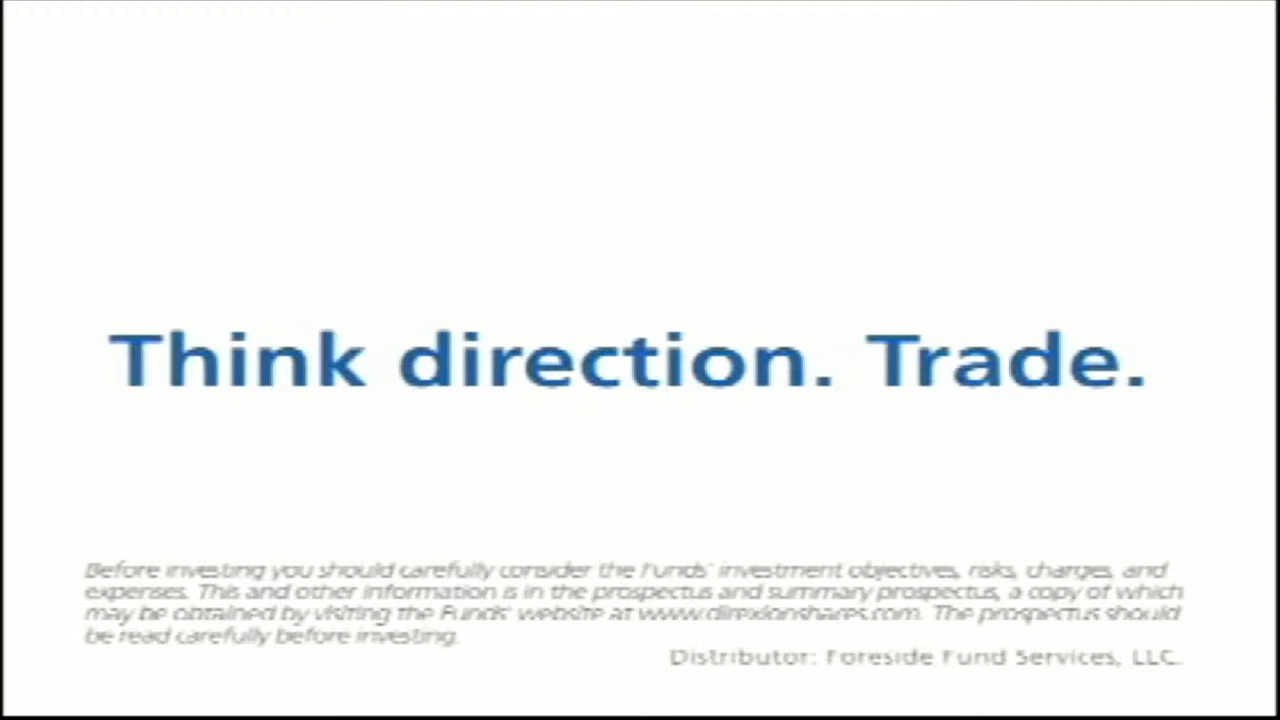 Think direction. Trade.
Before investing you should carefully consider the Funds' investment objectives, risks, charges, and
expenses. This and other information is in the prospectus and summary prospectus, a copy of which
may be obtained by visiting the Funds' website at www.direxionshares.com. The prospectus should
be read carefully before investing.
Distributor: Foreside Fund Services, LLC.